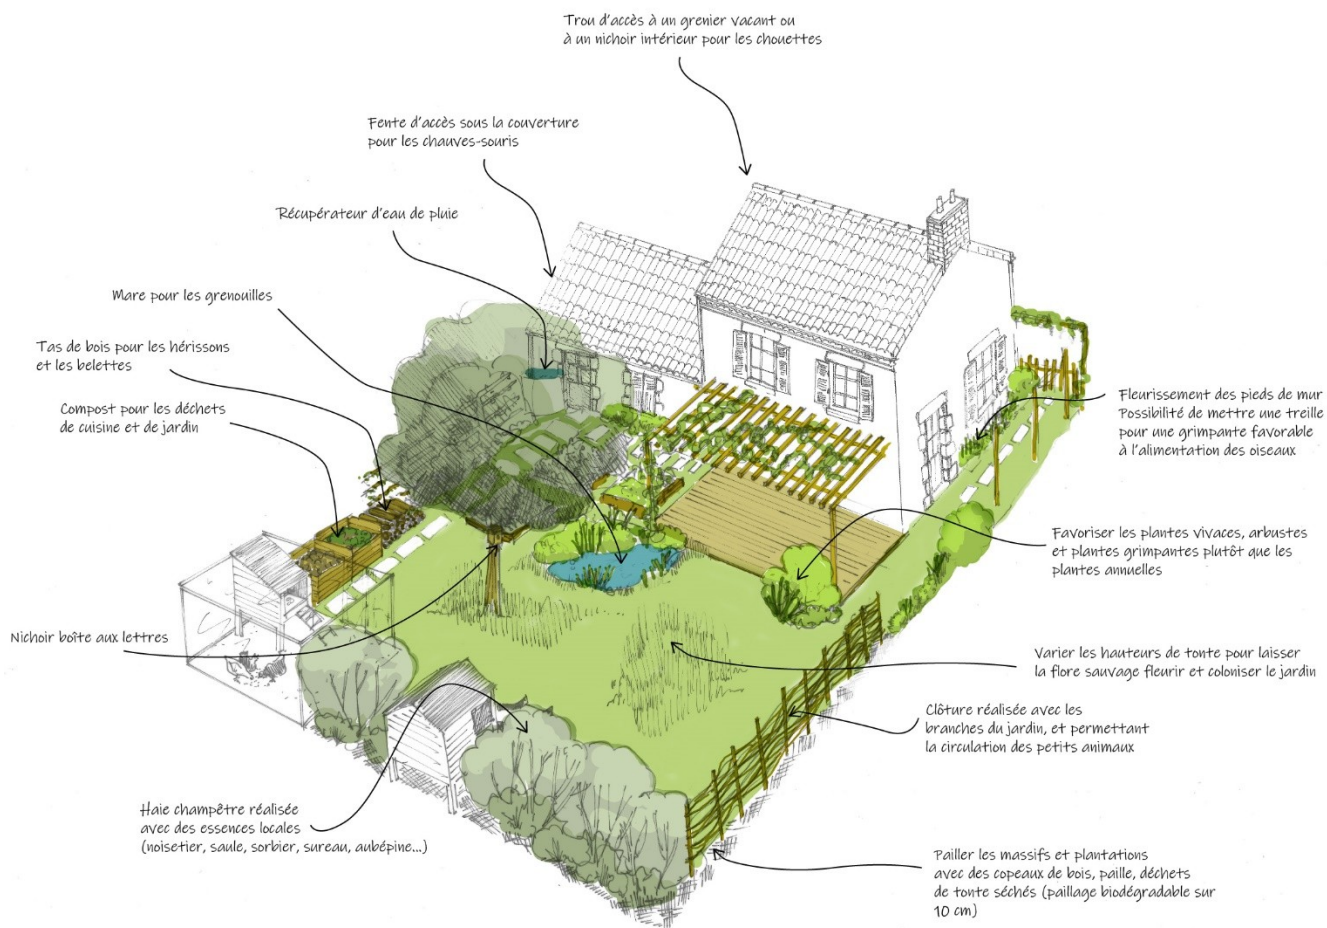 Trou d'accès à un grenier vacant ou
à un nichoir intérieur pour les chouettes
Fente d'accès sous la couverture
pour les chauves-souris
Récupérateur d'eau de pluie
Mare pour les grenouilles
Tas de bois pour les hérissons
et les belettes
Compost pour les déchets
de cuisine et de jardin
Fleurissement des pieds de mur
Possibilité de mettre une treille
pour une grimpante favorable
à l'alimentation des oiseaux
Favoriser les plantes vivaces, arbustes
et plantes grimpantes plutôt que les
plantes annuelles
Nichoir boîte aux lettres
Varier les hauteurs de tonte pour laisser
la flore sauvage fleurir et coloniser le jardin
Clôture réalisée avec les
branches du jardin, et permettant
la circulation des petits animaux
Haie champêtre réalisée
avec des essences locales
(noisetier, saule, sorbier, sureau, aubépine...)
Pailler les massifs et plantations
avec des copeaux de bois, paille, déchets
de tonte séchés (paillage biodégradable sur
10 cm)